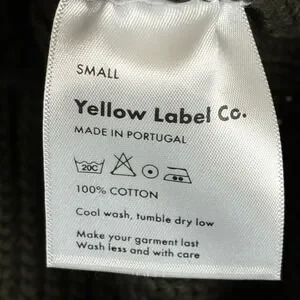 SMALL
Yellow Label Co.
MADE IN PORTUGAL
20C
100% COTTON
Cool wash, tumble dry low
Make your garment last
Wash less and with care